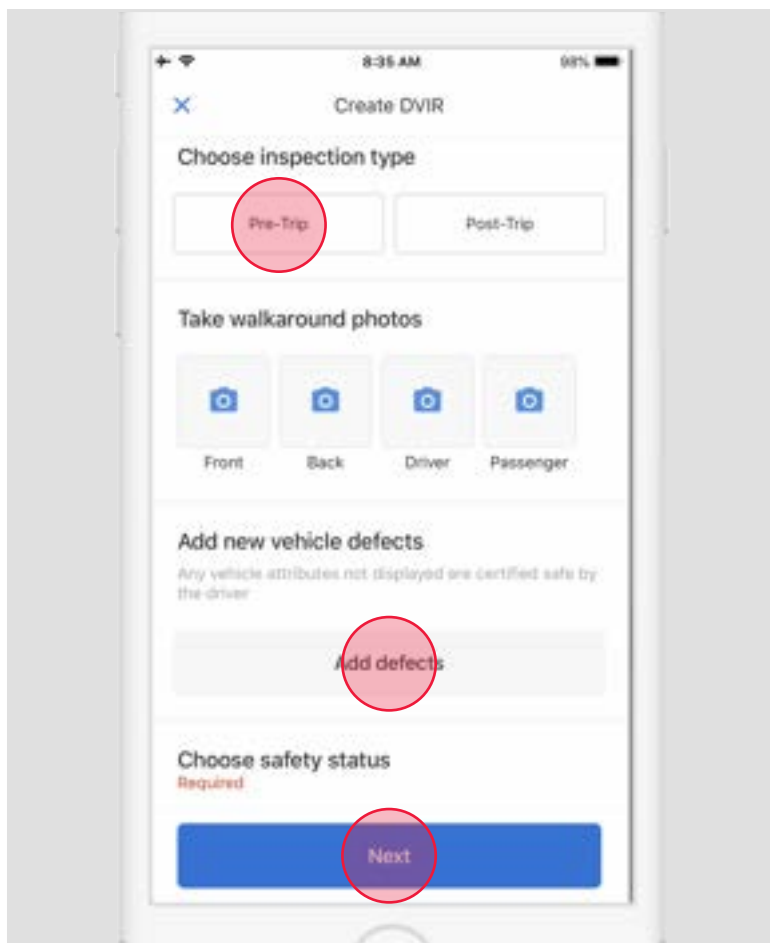 8:35 AM 98%
Create DVIR
Choose inspection type
Pre-Trip Post-Trip
Take walkaround photos
Front Back Driver Passenger
Add new vehicle defects
Any vehicle attributes not displayed are certified safe by
the driver
Add defects
Choose safety status
Required
Next